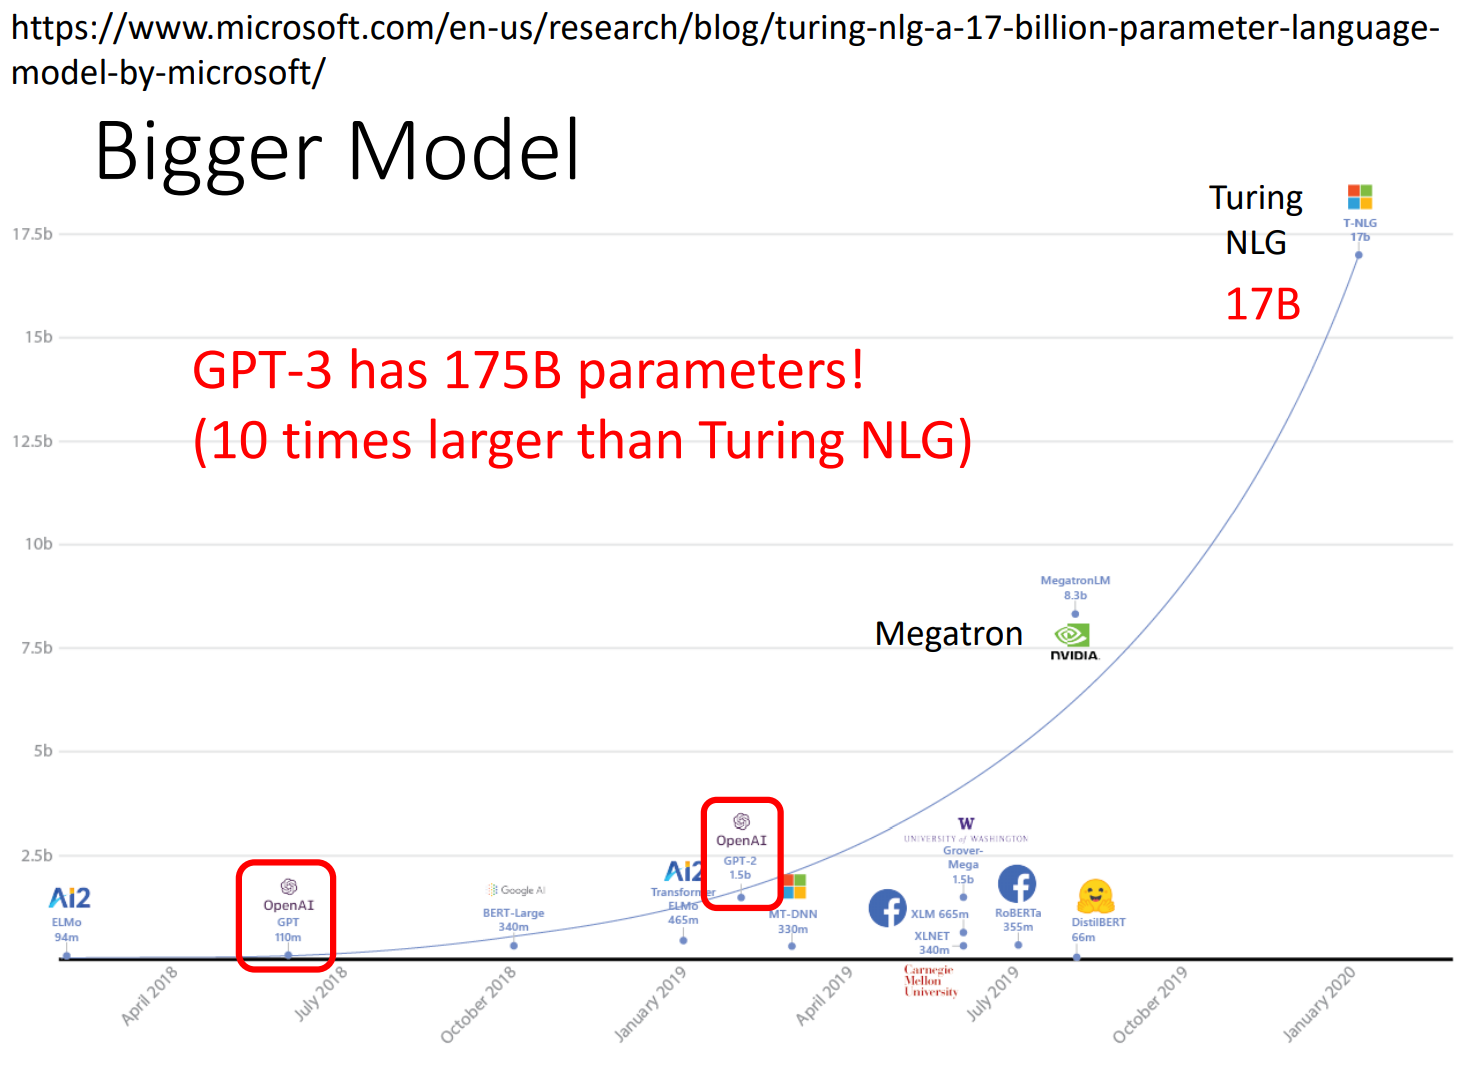 https://www.microsoft.com/en-us/research/blog/turing-nlg-a-17-billion-parameter-language-
model-by-microsoft/
Bigger Model
Turing
NLG
17B
T-NLG
17b
17.5b
15b
GPT-3 has 175B parameters!
(10 times larger than Turing NLG)
12.5b
10b
MegatronLM
8.3b
Megatron
NVIDIA.
7.5b
5b
2.5b
Ai2
ELMo
94m
OpenAI
GPT
110m
Google AI
BERT-Large
340m
Ai2
Transformer
ELMo
465m
OpenAI
GPT-2
1.5b
MT-DNN
330m
W
UNIVERSITY of WASHINGTON
Grover-
Mega
1.5b
XLM 665m
XLNET
340m
Carnegie
Mellon
University
RoBERTa
355m
DistilBERT
66m
April 2018
July 2018
October 2018
January 2019
April 2019
July 2019
October 2019
January 2020